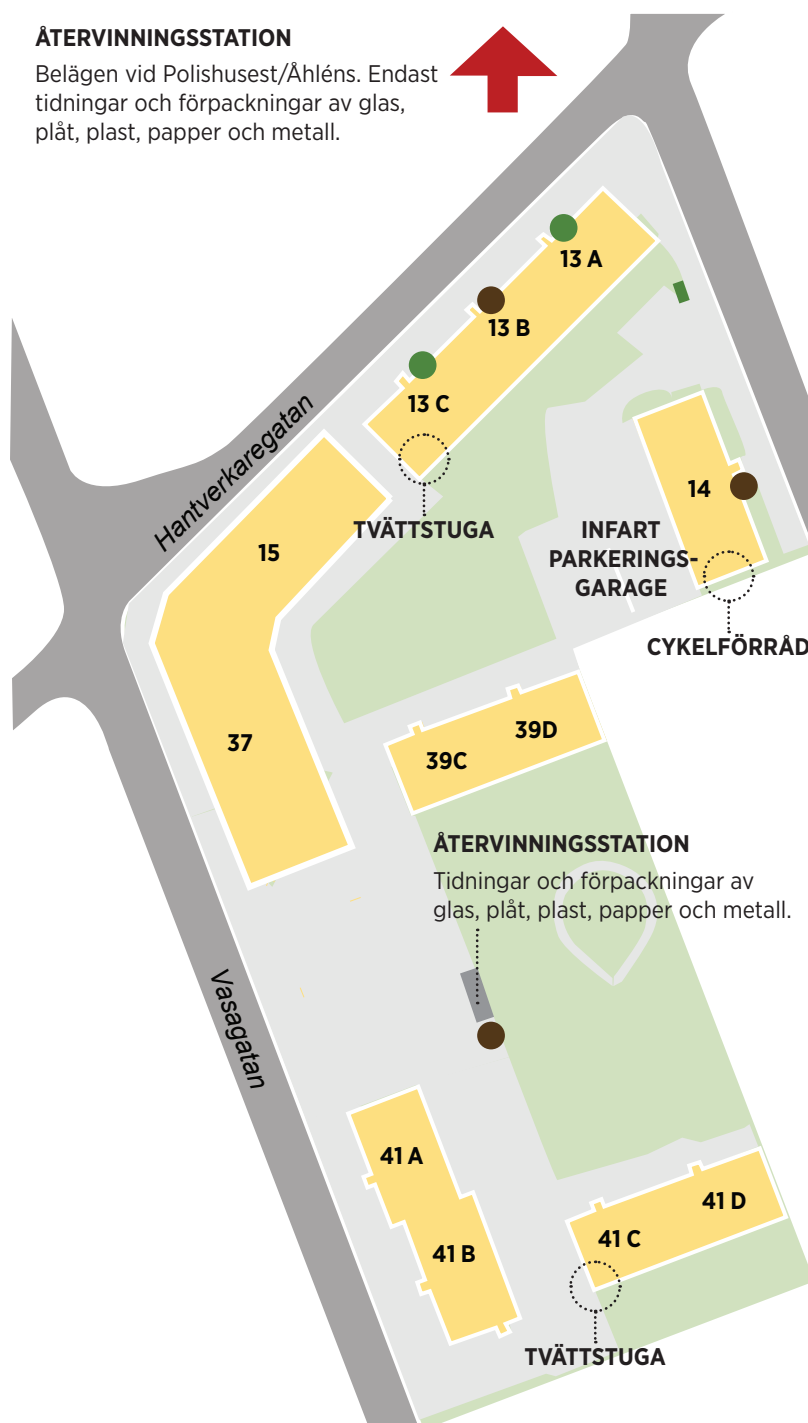 ÅTERVINNINGSSTATION
Belägen vid Polishusest/Åhléns. Endast
tidningar och förpackningar av glas,
plåt, plast, papper och metall.
13 A
13 B
13 C
Hantverkaregatan
14
TVÄTTSTUGA
INFART
PARKERINGS-
GARAGE
15
CYKELFÖRRÅD
37
39D
39C
ÅTERVINNINGSSTATION
Tidningar och förpackningar av
glas, plåt, plast, papper och metall.
Vasagatan
41 A
41 D
41 C
41 B
TVÄTTSTUGA